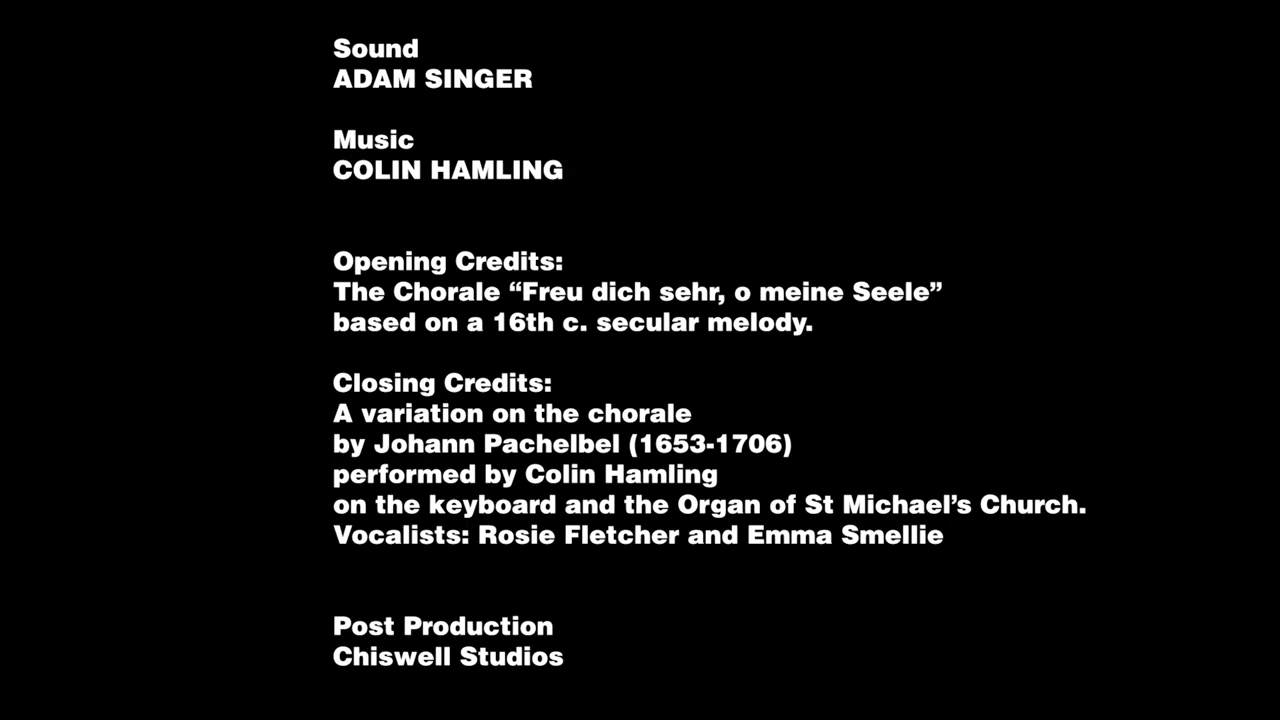 Sound
ADAM SINGER
Music
COLIN HAMLING
Opening Credits:
The Chorale “Freu dich sehr, o meine Seele”
based on a 16th c. secular melody.
Closing Credits:
A variation on the chorale
by Johann Pachelbel (1653-1706)
performed by Colin Hamling
on the keyboard and the Organ of St Michael’s Church.
Vocalists: Rosie Fletcher and Emma Smellie
Post Production
Chiswell Studios